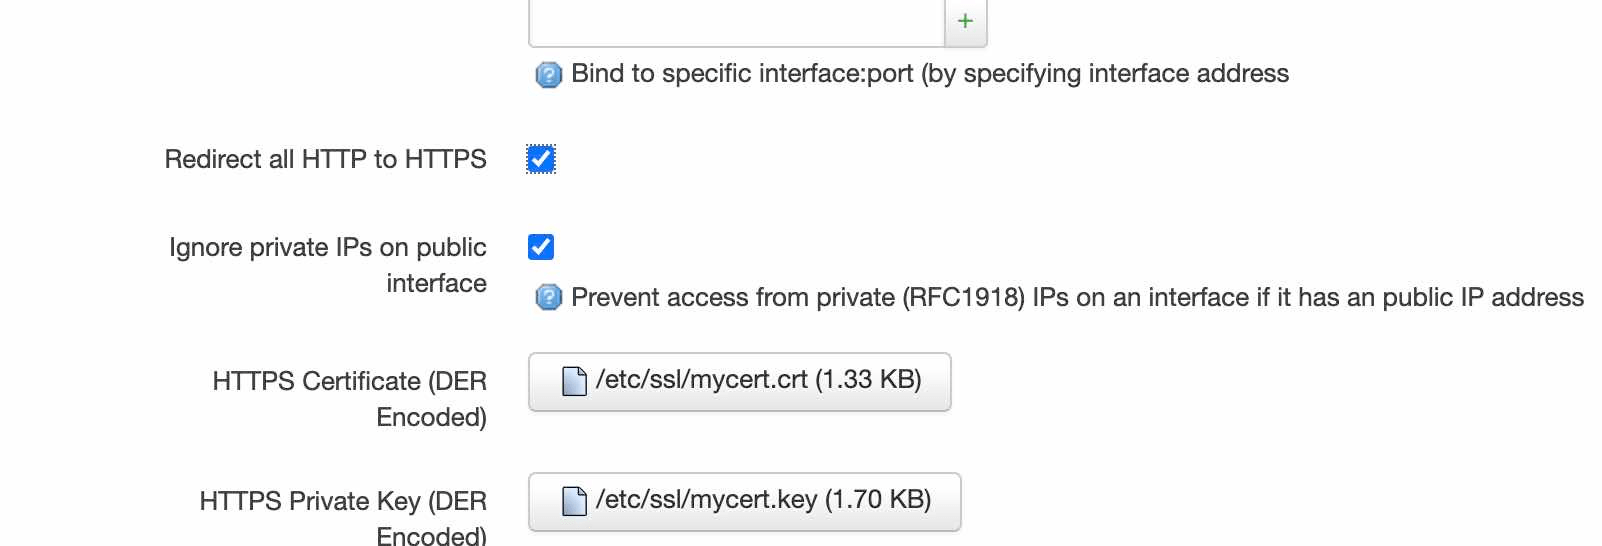 +
Bind to specific interface:port (by specifying interface address
Redirect all HTTP to HTTPS
Ignore private IPs on public
interface
Prevent access from private (RFC1918) IPs on an interface if it has an public IP address
HTTPS Certificate (DER
Encoded)
/etc/ssl/mycert.crt (1.33 KB)
HTTPS Private Key (DER
Encoded)
/etc/ssl/mycert.key (1.70 KB)